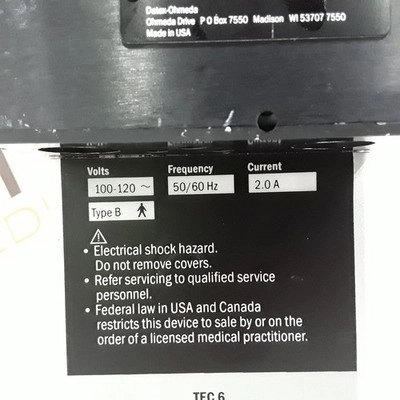 Datex-Ohmeda
Ohmeda Drive P O Box 7550 Madison WI 53707 7550
Made in USA
Volts Frequency Current
100-120 ~ 50/60 Hz 2.0 A
Type B
• Electrical shock hazard.
Do not remove covers.
• Refer servicing to qualified service
personnel.
• Federal law in USA and Canada
restricts this device to sale by or on the
order of a licensed medical practitioner.
TEC 6